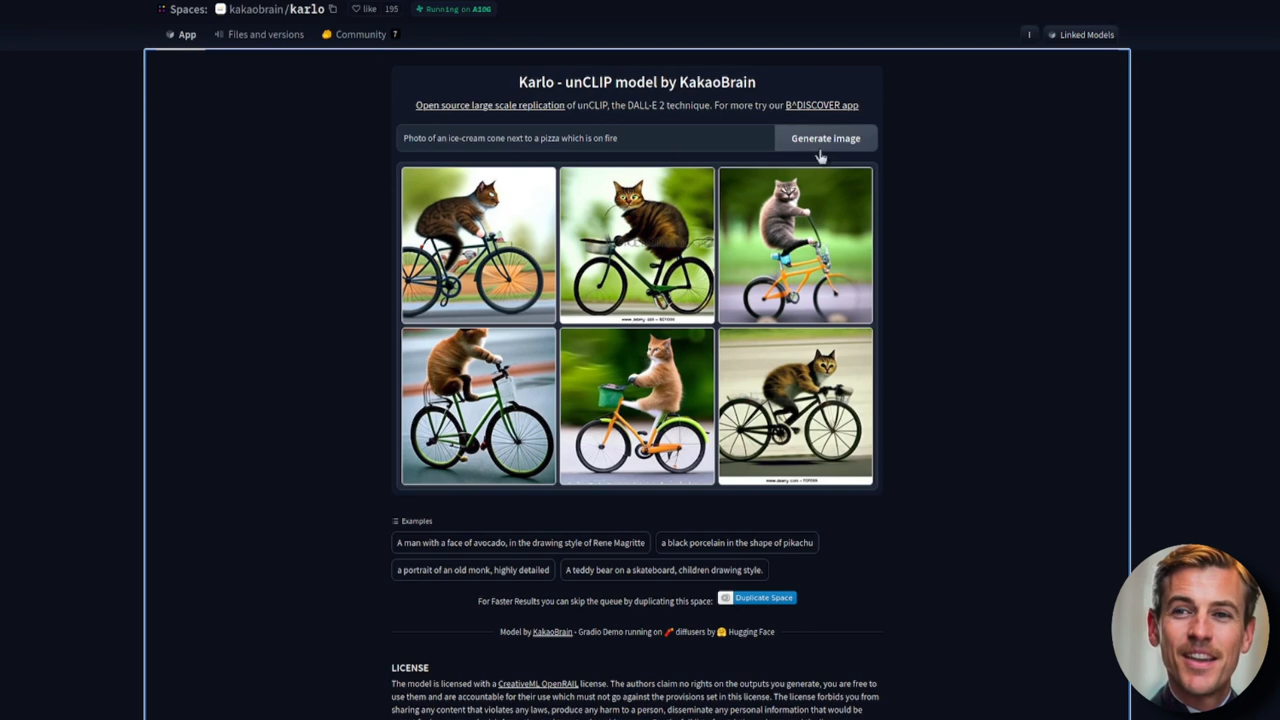 Spaces: kakaobrain/karlo like 195 Running on A10G
App Files and versions Community 7 Linked Models
Karlo - unCLIP model by KakaoBrain
Open source large scale replication of unCLIP, the DALL-E 2 technique. For more try our B^DISCOVER app
Photo of an ice-cream cone next to a pizza which is on fire Generate image
Examples
A man with a face of avocado, in the drawing style of Rene Magritte a black porcelain in the shape of pikachu
a portrait of an old monk, highly detailed A teddy bear on a skateboard, children drawing style.
For Faster Results you can skip the queue by duplicating this space: Duplicate Space
Model by KakaoBrain - Gradio Demo running on 🧨 diffusers by 🤗 Hugging Face
LICENSE
The model is licensed with a CreativeML OpenRAIL license. The authors claim no rights on the outputs you generate, you are free to
use them and are accountable for their use which must not go against the provisions set in this license. The license forbids you from
sharing any content that violates any laws, produce any harm to a person, disseminate any personal information that would be